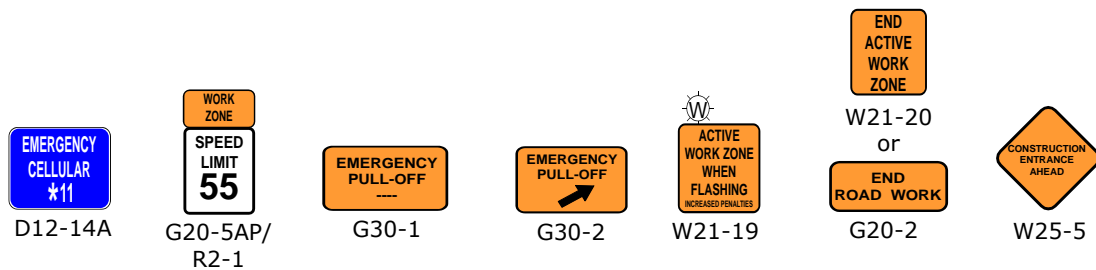 EMERGENCY
CELLULAR
*11
D12-14A
WORK
ZONE
SPEED
LIMIT
55
G20-5AP/
R2-1
EMERGENCY
PULL-OFF
----
G30-1
EMERGENCY
PULL-OFF
G30-2
W
ACTIVE
WORK ZONE
WHEN
FLASHING
INCREASED PENALTIES
W21-19
END
ACTIVE
WORK
ZONE
W21-20
or
END
ROAD WORK
G20-2
CONSTRUCTION
ENTRANCE
AHEAD
W25-5